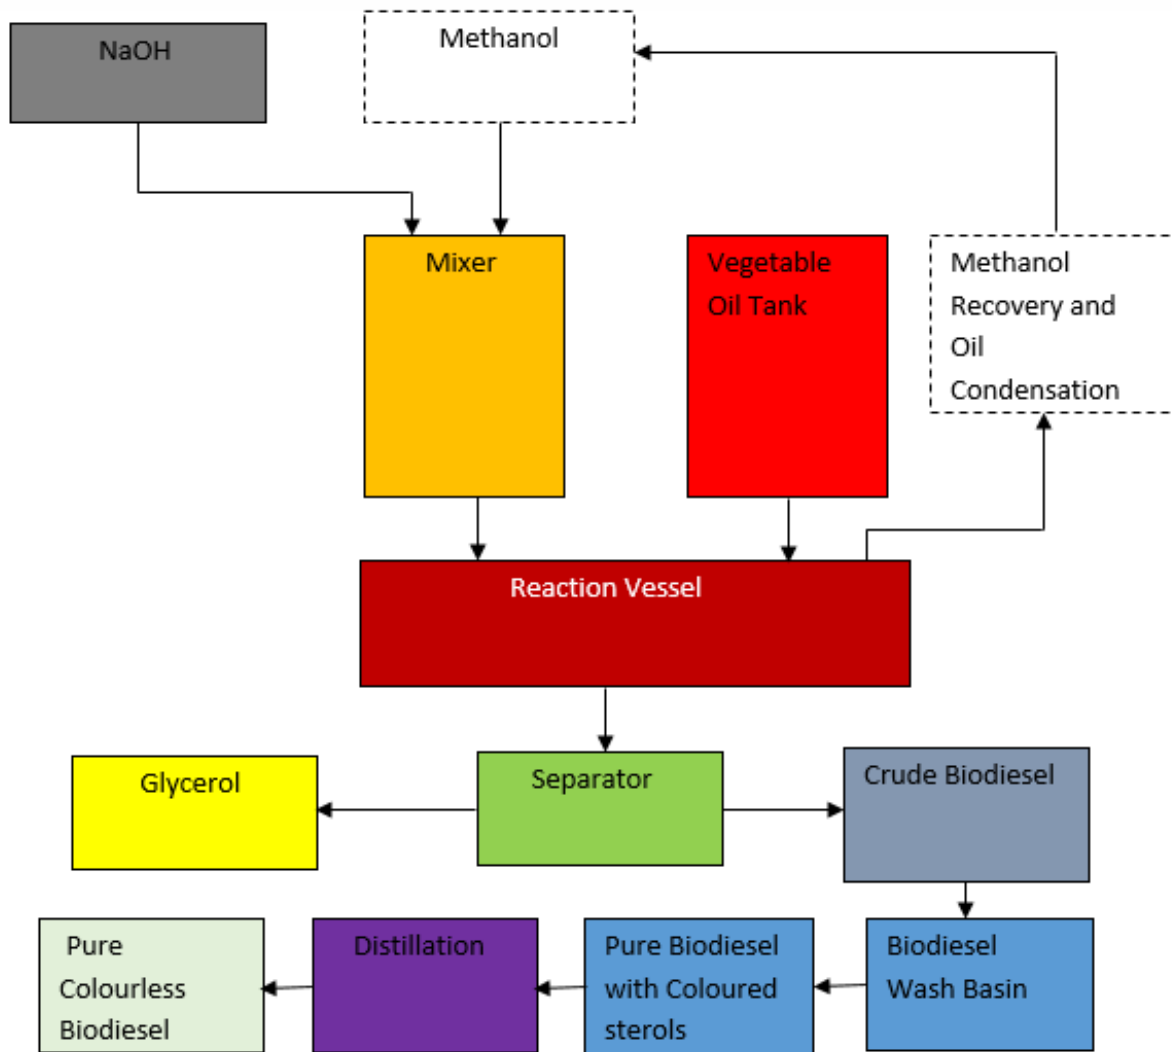 NaOH
Methanol
Mixer
Vegetable
Oil Tank
Methanol
Recovery and
Oil
Condensation
Reaction Vessel
Glycerol
Separator
Crude Biodiesel
Pure
Colourless
Biodiesel
Distillation
Pure Biodiesel
with Coloured
sterols
Biodiesel
Wash Basin